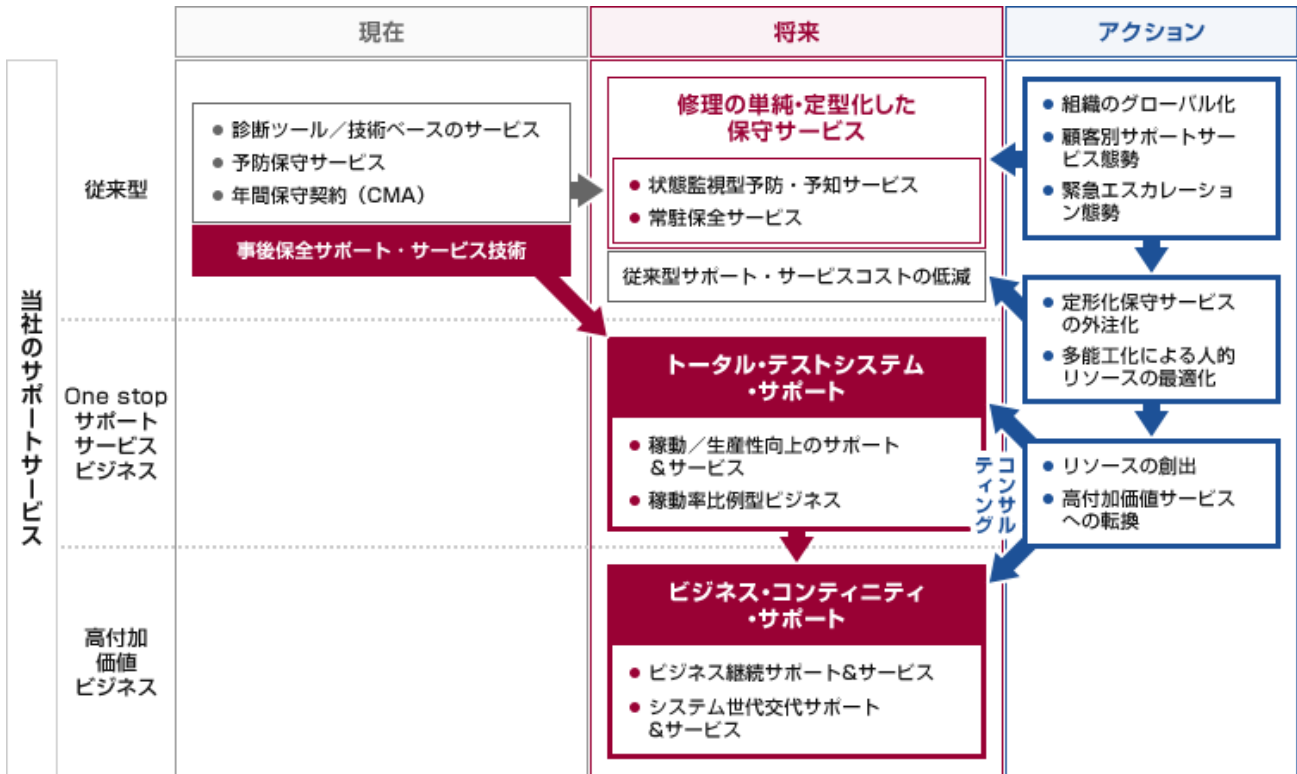 現在
将来
アクション
当社のサポートサービス
従来型
● 診断ツール／技術ベースのサービス
● 予防保守サービス
● 年間保守契約（CMA）
事後保全サポート・サービス技術
修理の単純・定型化した
保守サービス
● 状態監視型予防・予知サービス
● 常駐保全サービス
従来型サポート・サービスコストの低減
● 組織のグローバル化
● 顧客別サポートサー
ビス態勢
● 緊急エスカレーショ
ン態勢
● 定形化保守サービス
の外注化
● 多能工化による人的
リソースの最適化
One stop
サポート
サービス
ビジネス
トータル・テストシステム
・サポート
● 稼動／生産性向上のサポート
＆サービス
● 稼動率比例型ビジネス
コンサル
ティング
● リソースの創出
● 高付加価値サービス
への転換
高付加
価値
ビジネス
ビジネス・コンティニティ
・サポート
● ビジネス継続サポート&サービス
● システム世代交代サポート
&サービス